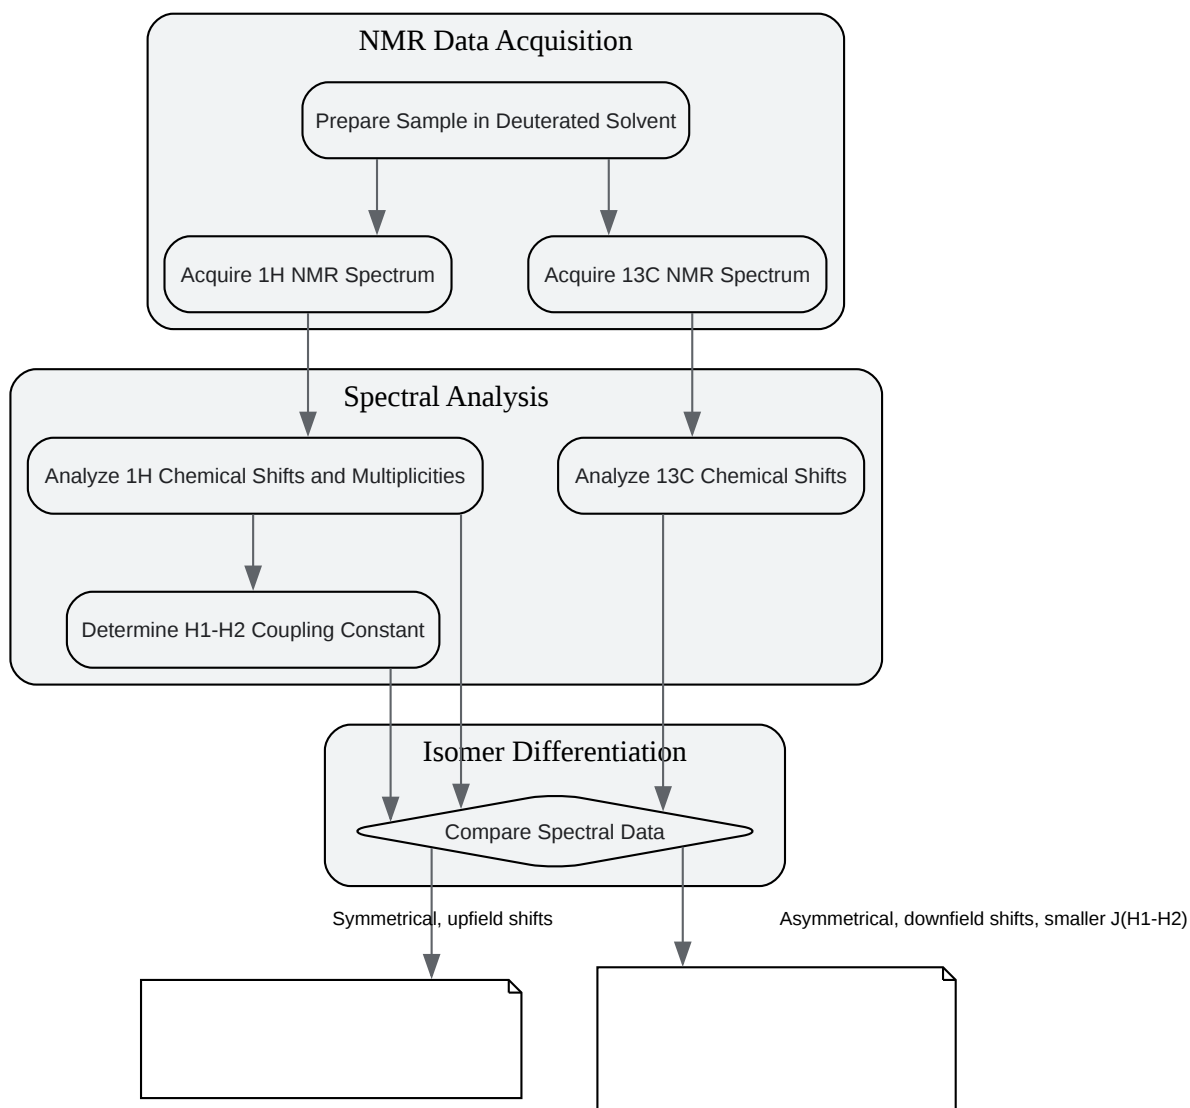 NMR Data Acquisition
Prepare Sample in Deuterated Solvent
Acquire 1H NMR Spectrum
Acquire 13C NMR Spectrum
Spectral Analysis
Analyze 1H Chemical Shifts and Multiplicities
Analyze 13C Chemical Shifts
Determine H1-H2 Coupling Constant
Isomer Differentiation
Compare Spectral Data
Symmetrical, upfield shifts
Asymmetrical, downfield shifts, smaller J(H1-H2)